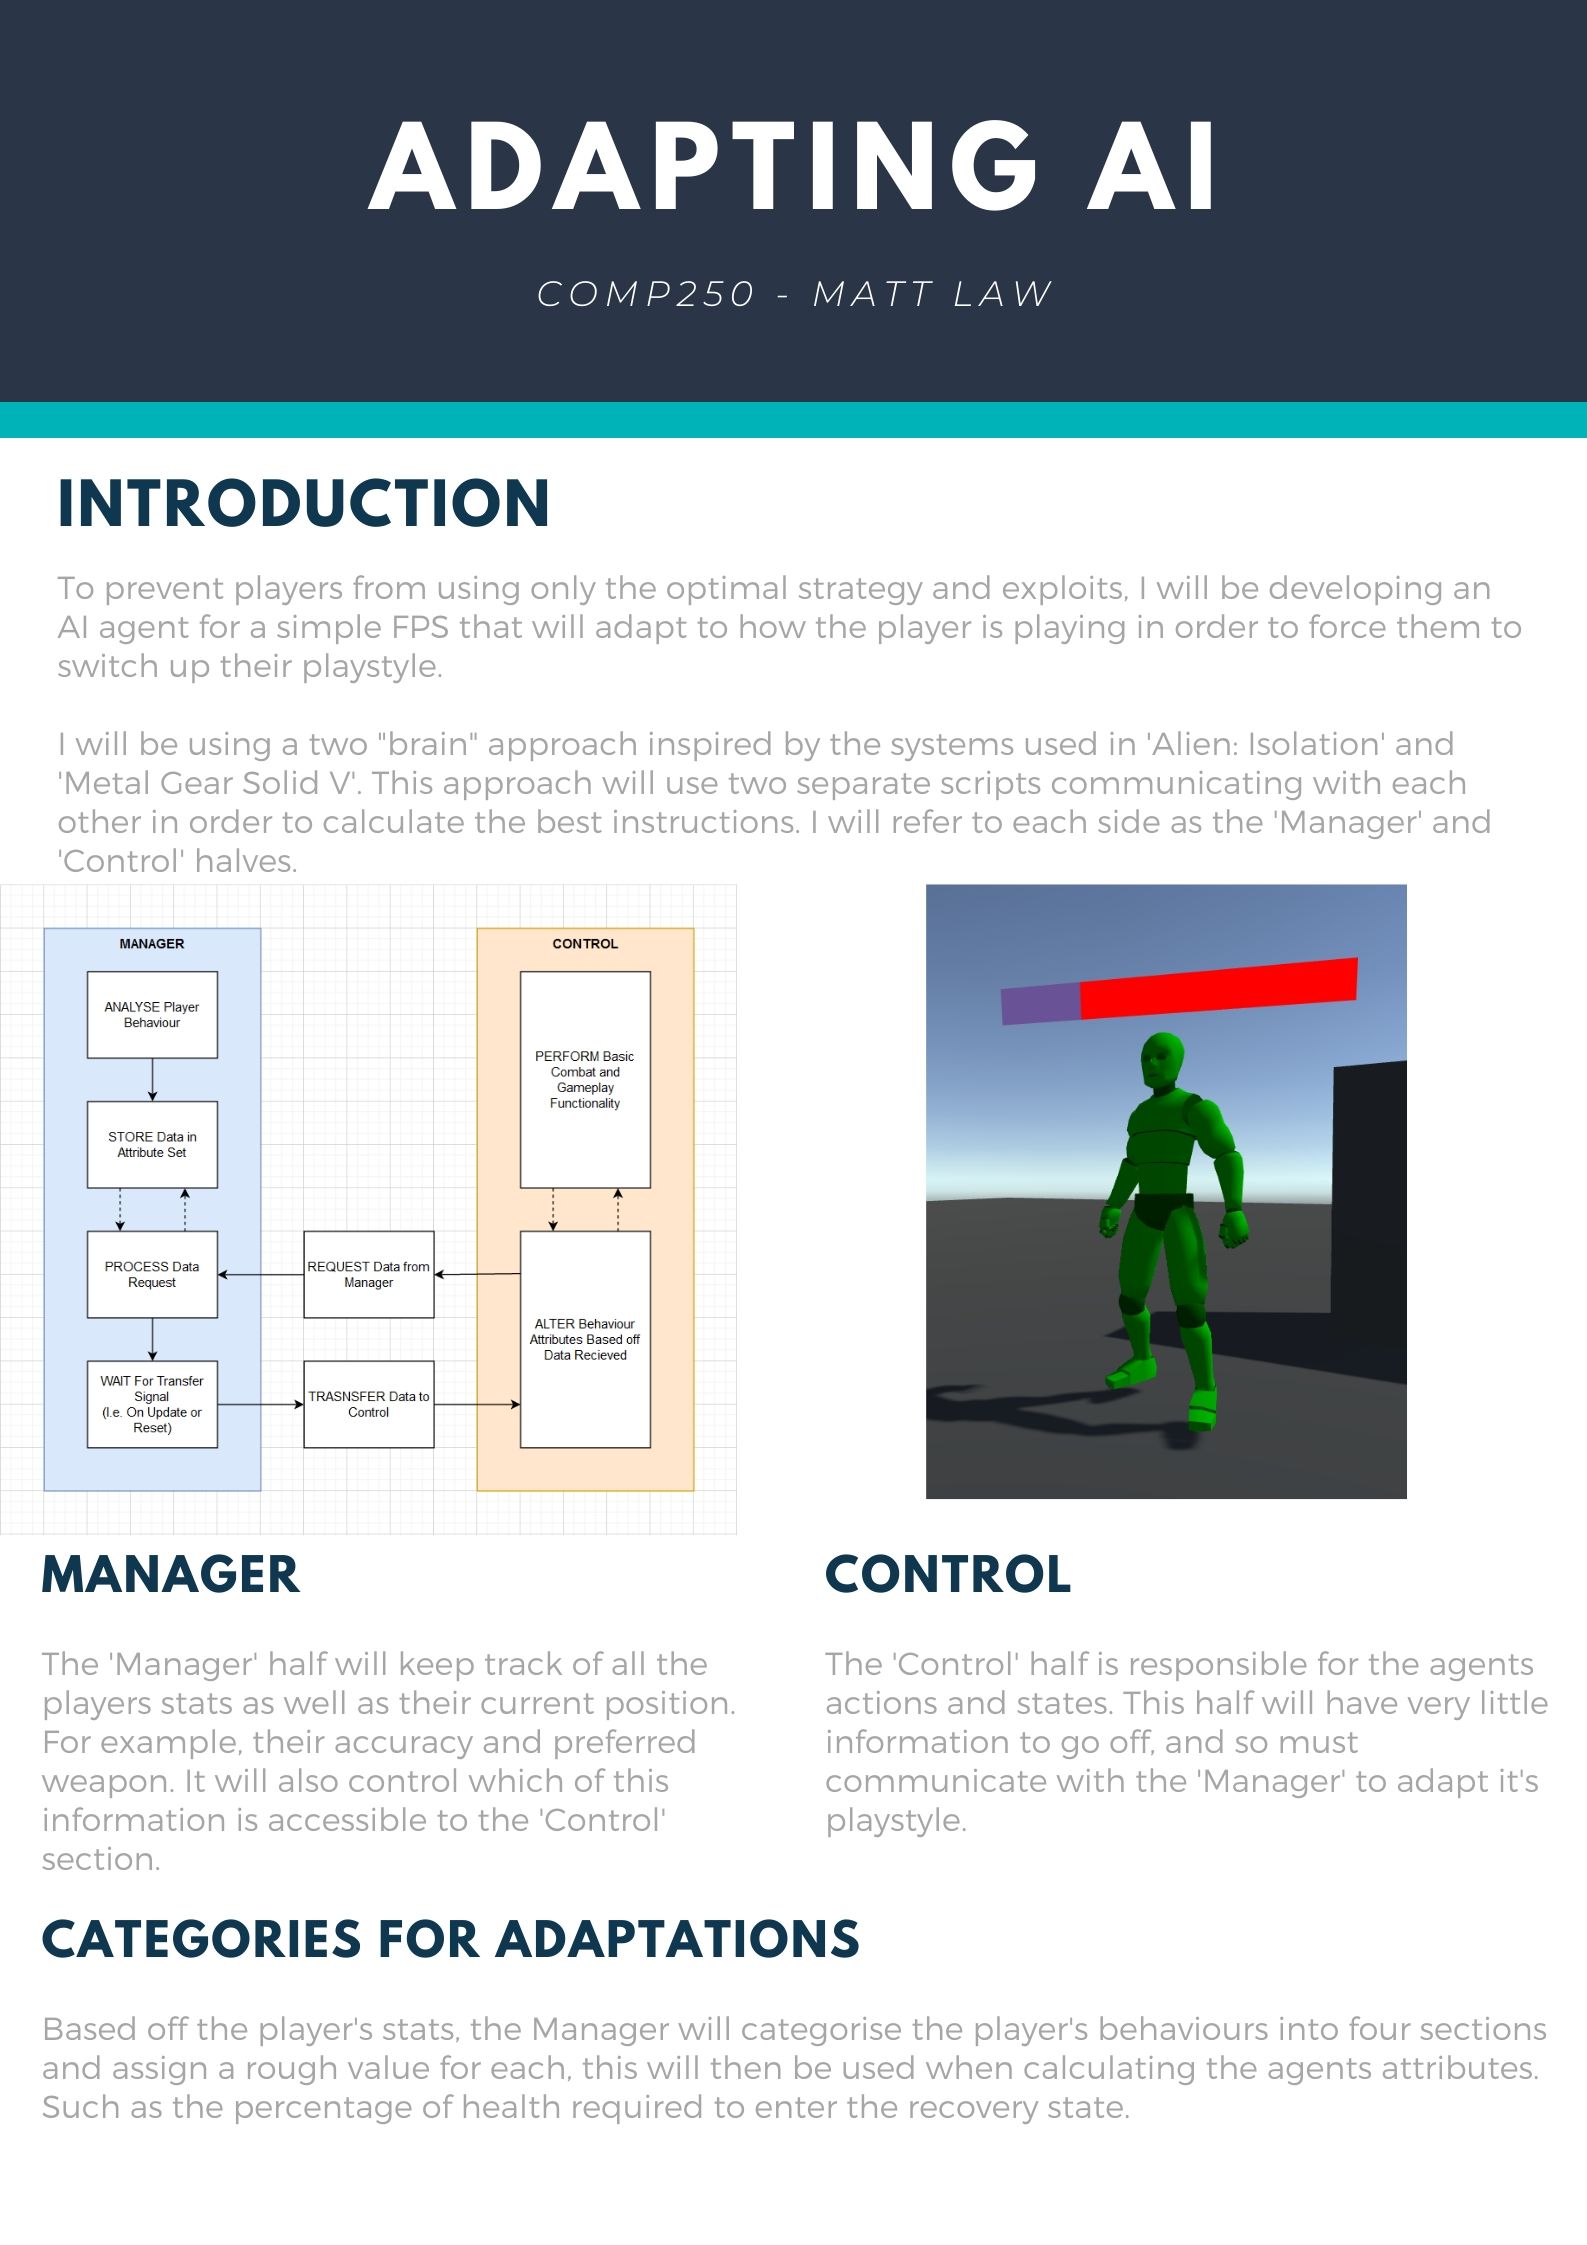 ADAPTING AI
COMP250 - MATT LAW
INTRODUCTION
To prevent players from using only the optimal strategy and exploits, I will be developing an
AI agent for a simple FPS that will adapt to how the player is playing in order to force them to
switch up their playstyle.
I will be using a two "brain" approach inspired by the systems used in 'Alien: Isolation' and
'Metal Gear Solid V'. This approach will use two separate scripts communicating with each
other in order to calculate the best instructions. I will refer to each side as the 'Manager' and
'Control' halves.
MANAGER
ANALYSE Player
Behaviour
STORE Data in
Attribute Set
PROCESS Data
Request
WAIT For Transfer
Signal
(I.e. On Update or
Reset)
REQUEST Data from
Manager
TRASNSFER Data to
Control
CONTROL
PERFORM Basic
Combat and
Gameplay
Functionality
ALTER Behaviour
Attributes Based off
Data Recieved
MANAGER
The 'Manager' half will keep track of all the
players stats as well as their current position.
For example, their accuracy and preferred
weapon. It will also control which of this
information is accessible to the 'Control'
section.
CONTROL
The 'Control' half is responsible for the agents
actions and states. This half will have very little
information to go off, and so must
communicate with the 'Manager' to adapt it's
playstyle.
CATEGORIES FOR ADAPTATIONS
Based off the player's stats, the Manager will categorise the player's behaviours into four sections
and assign a rough value for each, this will then be used when calculating the agents attributes.
Such as the percentage of health required to enter the recovery state.